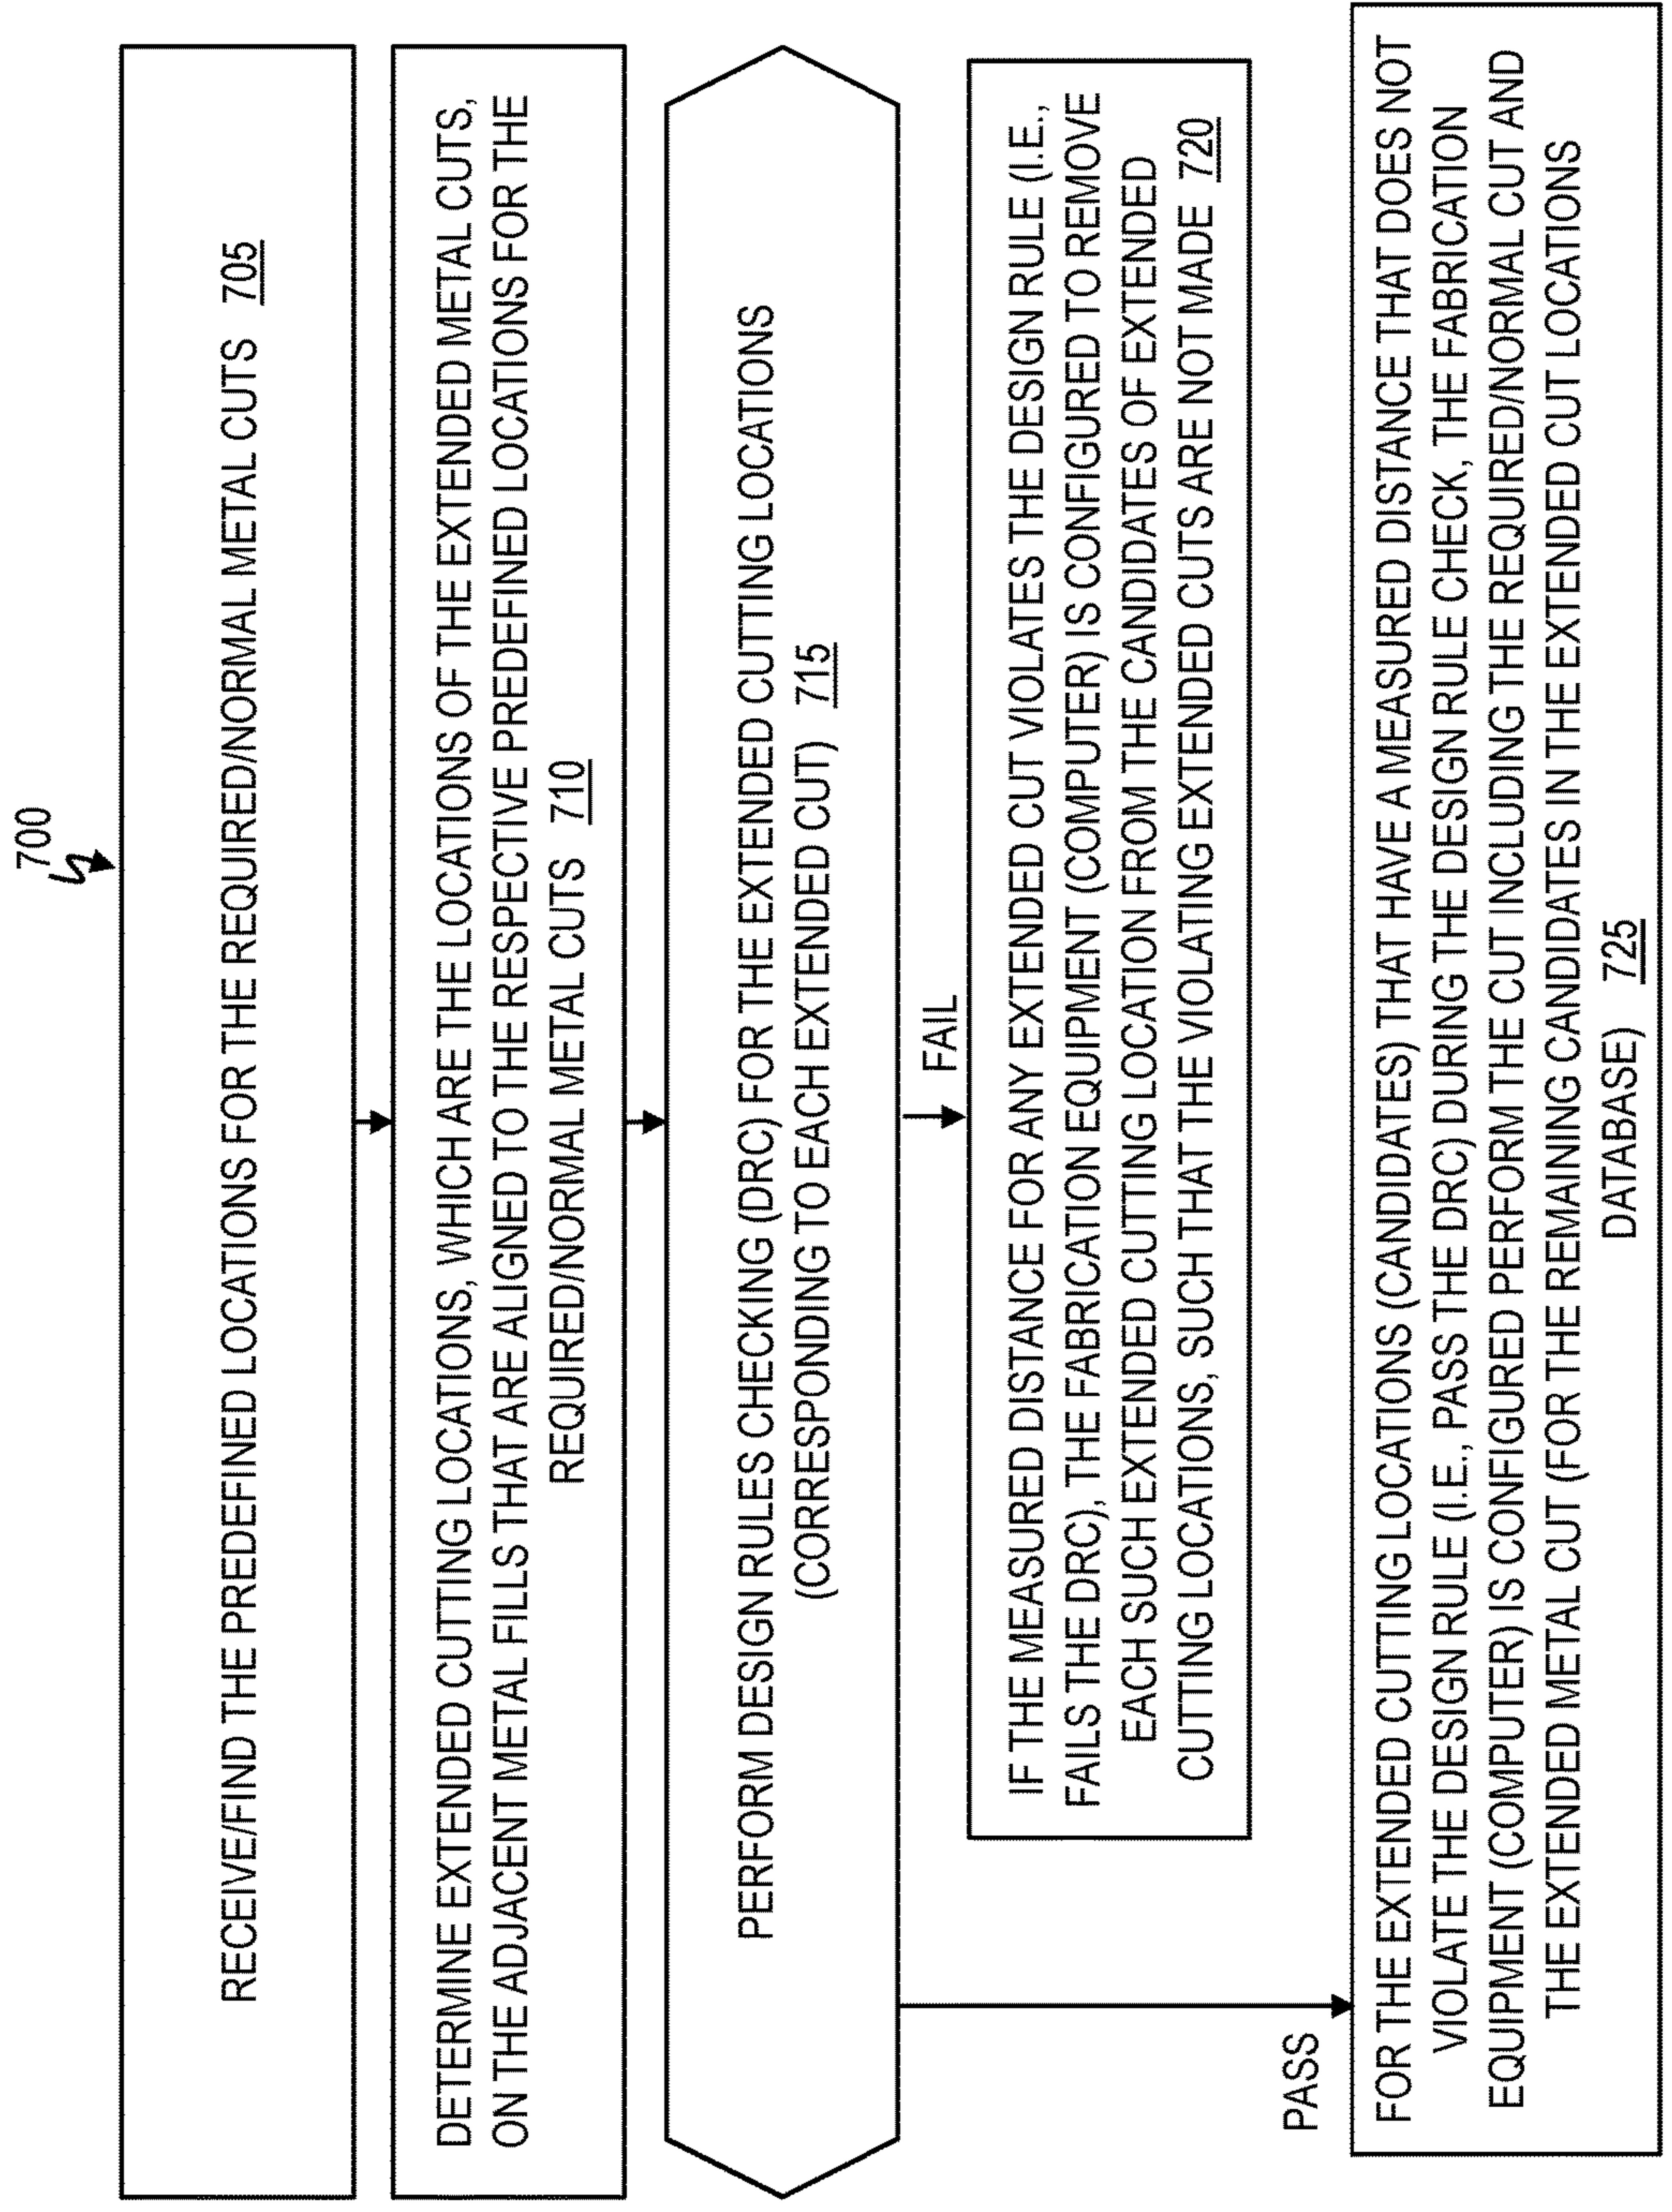 700
RECEIVE/FIND THE PREDEFINED LOCATIONS FOR THE REQUIRED/NORMAL METAL CUTS 705
DETERMINE EXTENDED CUTTING LOCATIONS, WHICH ARE THE LOCATIONS OF THE EXTENDED METAL CUTS,
ON THE ADJACENT METAL FILLS THAT ARE ALIGNED TO THE RESPECTIVE PREDEFINED LOCATIONS FOR THE
REQUIRED/NORMAL METAL CUTS 710
PERFORM DESIGN RULES CHECKING (DRC) FOR THE EXTENDED CUTTING LOCATIONS
(CORRESPONDING TO EACH EXTENDED CUT) 715
FAIL
IF THE MEASURED DISTANCE FOR ANY EXTENDED CUT VIOLATES THE DESIGN RULE (I.E.,
FAILS THE DRC), THE FABRICATION EQUIPMENT (COMPUTER) IS CONFIGURED TO REMOVE
EACH SUCH EXTENDED CUTTING LOCATION FROM THE CANDIDATES OF EXTENDED
CUTTING LOCATIONS, SUCH THAT THE VIOLATING EXTENDED CUTS ARE NOT MADE 720
PASS
FOR THE EXTENDED CUTTING LOCATIONS (CANDIDATES) THAT HAVE A MEASURED DISTANCE THAT DOES NOT
VIOLATE THE DESIGN RULE (I.E., PASS THE DRC) DURING THE DESIGN RULE CHECK, THE FABRICATION
EQUIPMENT (COMPUTER) IS CONFIGURED PERFORM THE CUT INCLUDING THE REQUIRED/NORMAL CUT AND
THE EXTENDED METAL CUT (FOR THE REMAINING CANDIDATES IN THE EXTENDED CUT LOCATIONS
DATABASE) 725